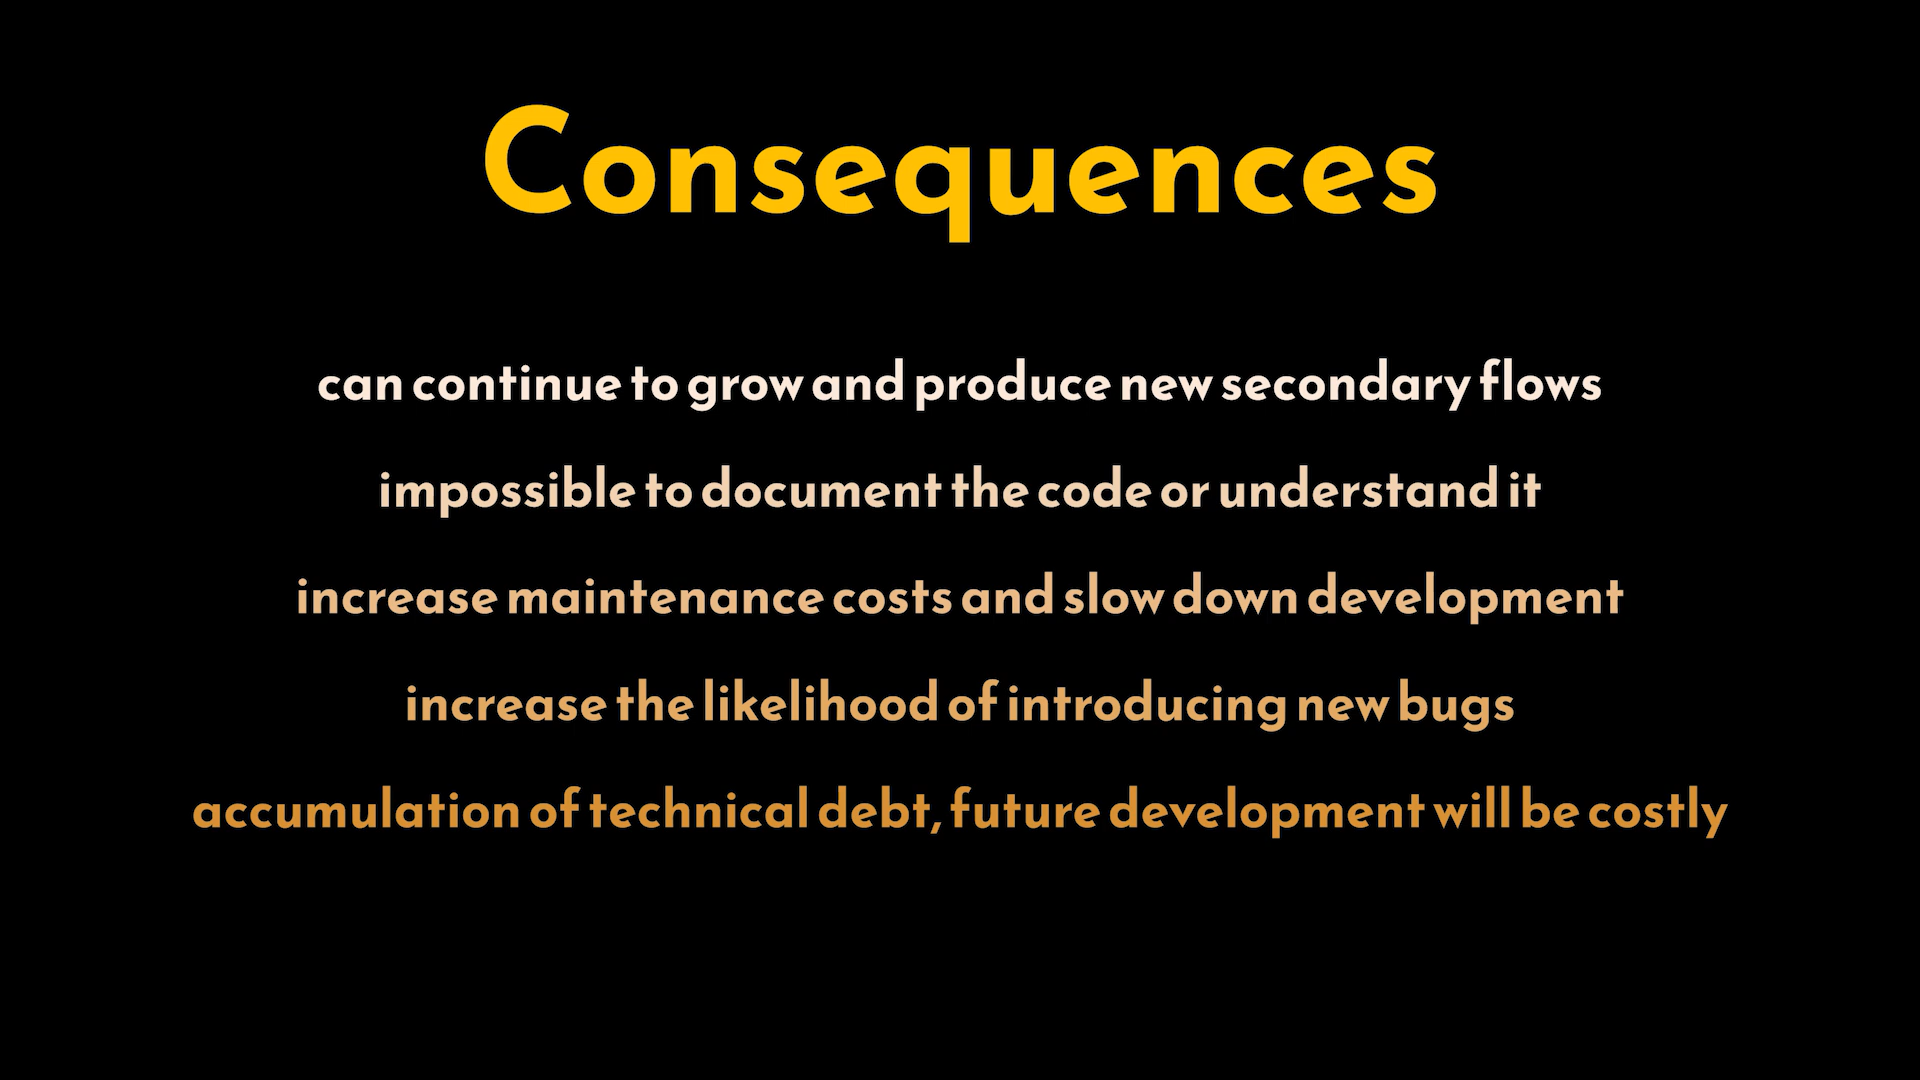 Consequences
can continue to grow and produce new secondary flows
impossible to document the code or understand it
increase maintenance costs and slow down development
increase the likelihood of introducing new bugs
accumulation of technical debt, future development will be costly